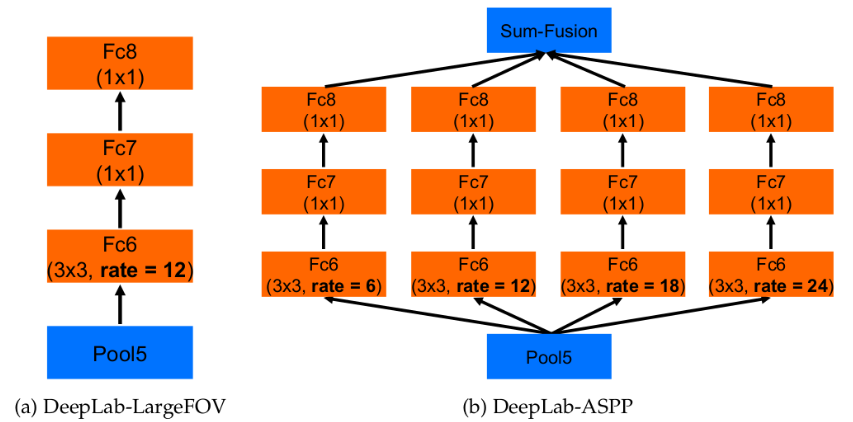 Fc8
(1x1)
Fc7
(1x1)
Fc6
(3x3, rate = 12)
Pool5
(a) DeepLab-LargeFOV
Sum-Fusion
Fc8
(1x1)
Fc8
(1x1)
Fc8
(1x1)
Fc8
(1x1)
Fc7
(1x1)
Fc7
(1x1)
Fc7
(1x1)
Fc7
(1x1)
Fc6
(3x3, rate = 6)
Fc6
(3x3, rate = 12)
Fc6
(3x3, rate = 18)
Fc6
(3x3, rate = 24)
Pool5
(b) DeepLab-ASPP